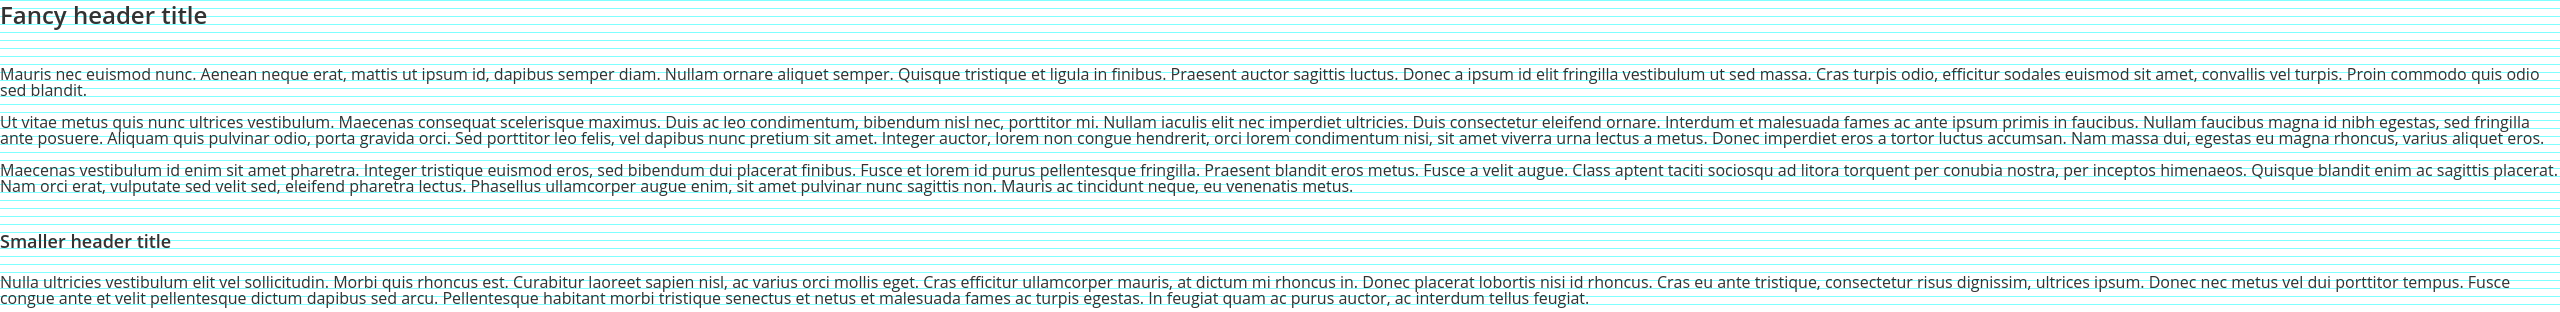 Fancy header title
Mauris nec euismod nunc. Aenean neque erat, mattis ut ipsum id, dapibus semper diam. Nullam ornare aliquet semper. Quisque tristique et ligula in finibus. Praesent auctor sagittis luctus. Donec a ipsum id elit fringilla vestibulum ut sed massa. Cras turpis odio, efficitur sodales euismod sit amet, convallis vel turpis. Proin commodo quis odio
sed blandit.
Ut vitae metus quis nunc ultrices vestibulum. Maecenas consequat scelerisque maximus. Duis ac leo condimentum, bibendum nisl nec, porttitor mi. Nullam iaculis elit nec imperdiet ultricies. Duis consectetur eleifend ornare. Interdum et malesuada fames ac ante ipsum primis in faucibus. Nullam faucibus magna id nibh egestas, sed fringilla
ante posuere. Aliquam quis pulvinar odio, porta gravida orci. Sed porttitor leo felis, vel dapibus nunc pretium sit amet. Integer auctor, lorem non congue hendrerit, orci lorem condimentum nisi, sit amet viverra urna lectus a metus. Donec imperdiet eros a tortor luctus accumsan. Nam massa dui, egestas eu magna rhoncus, varius aliquet eros.
Maecenas vestibulum id enim sit amet pharetra. Integer tristique euismod eros, sed bibendum dui placerat finibus. Fusce et lorem id purus pellentesque fringilla. Praesent blandit eros metus. Fusce a velit augue. Class aptent taciti sociosqu ad litora torquent per conubia nostra, per inceptos himenaeos. Quisque blandit enim ac sagittis placerat.
Nam orci erat, vulputate sed velit sed, eleifend pharetra lectus. Phasellus ullamcorper augue enim, sit amet pulvinar nunc sagittis non. Mauris ac tincidunt neque, eu venenatis metus.
Smaller header title
Nulla ultricies vestibulum elit vel sollicitudin. Morbi quis rhoncus est. Curabitur laoreet sapien nisl, ac varius orci mollis eget. Cras efficitur ullamcorper mauris, at dictum mi rhoncus in. Donec placerat lobortis nisi id rhoncus. Cras eu ante tristique, consectetur risus dignissim, ultrices ipsum. Donec nec metus vel dui porttitor tempus. Fusce
congue ante et velit pellentesque dictum dapibus sed arcu. Pellentesque habitant morbi tristique senectus et netus et malesuada fames ac turpis egestas. In feugiat quam ac purus auctor, ac interdum tellus feugiat.